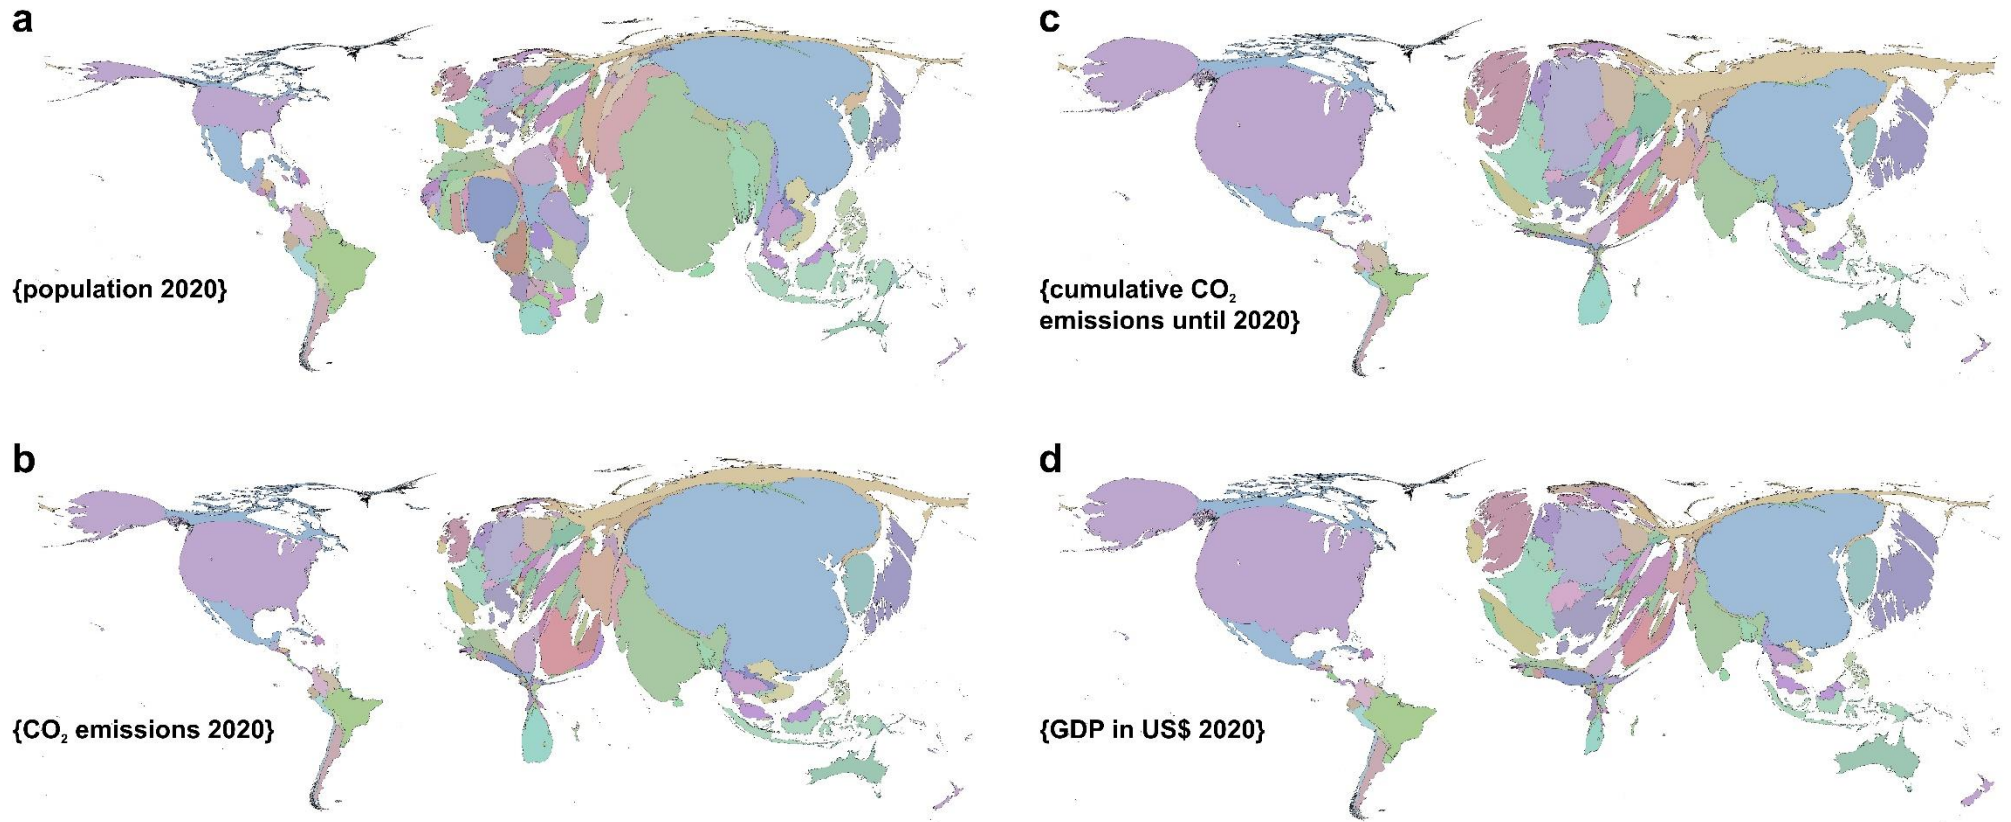 a
{population 2020}
b
{CO₂ emissions 2020}
c
{cumulative CO₂
emissions until 2020}
d
{GDP in US$ 2020}